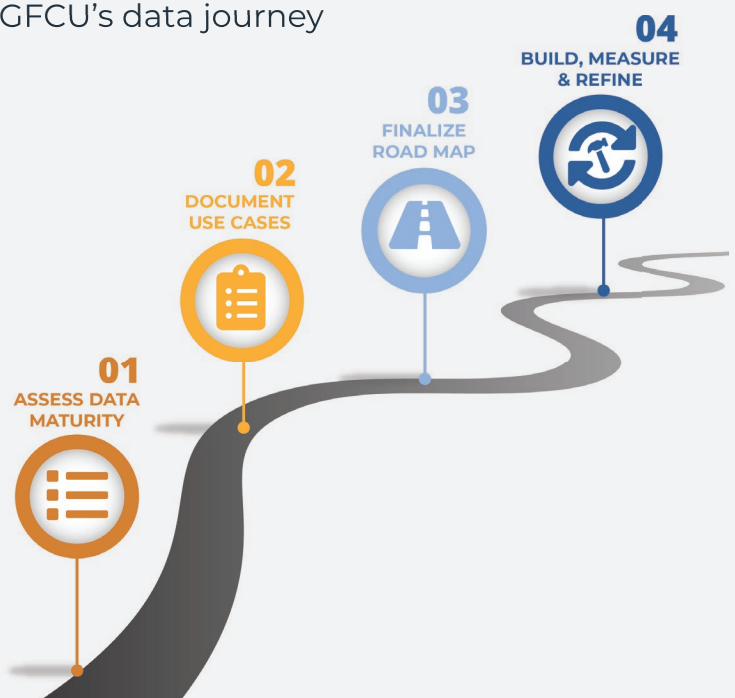 GFCU’s data journey
01
ASSESS DATA
MATURITY
02
DOCUMENT
USE CASES
03
FINALIZE
ROAD MAP
04
BUILD, MEASURE
& REFINE